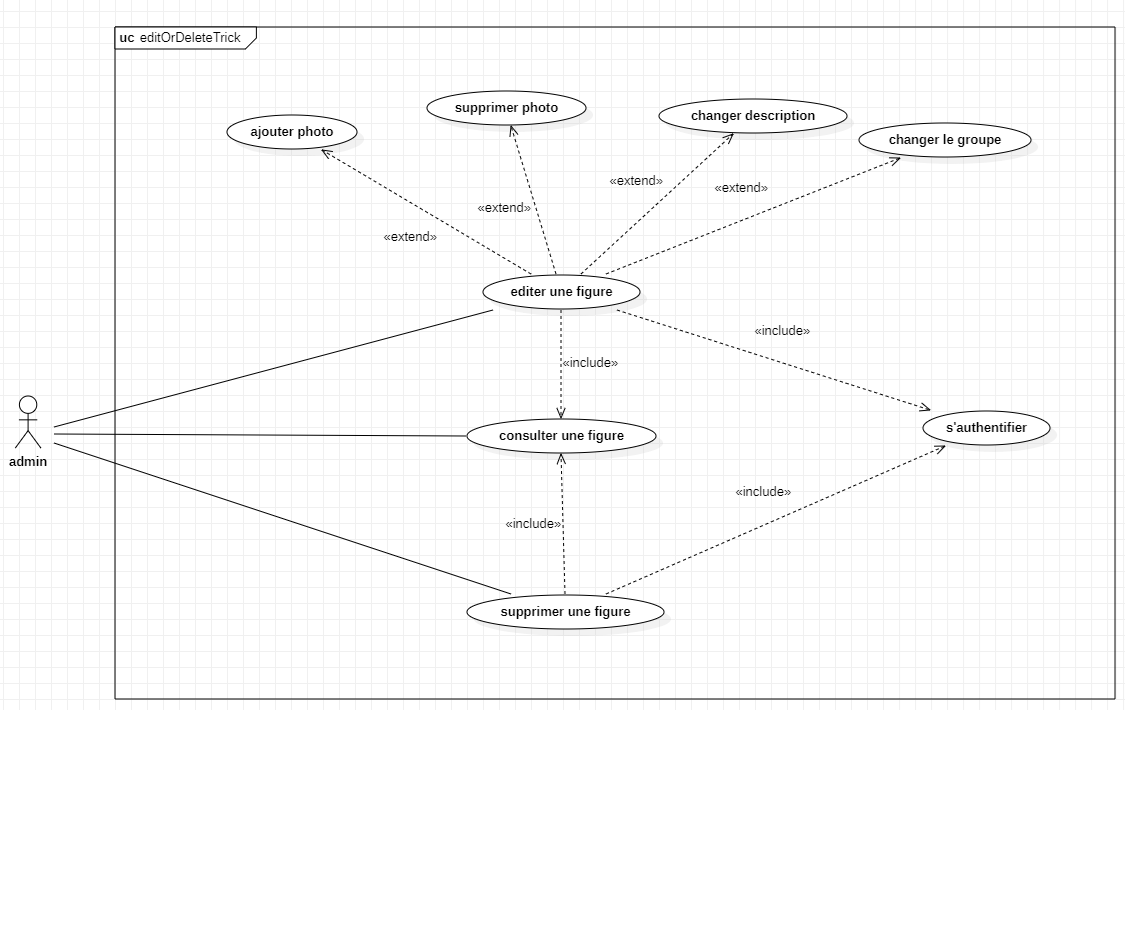 uc editOrDeleteTrick
supprimer photo
changer description
ajouter photo
changer le groupe
«extend»
«extend»
«extend»
«extend»
editer une figure
«include»
«include»
s'authentifier
consulter une figure
admin
«include»
«include»
supprimer une figure